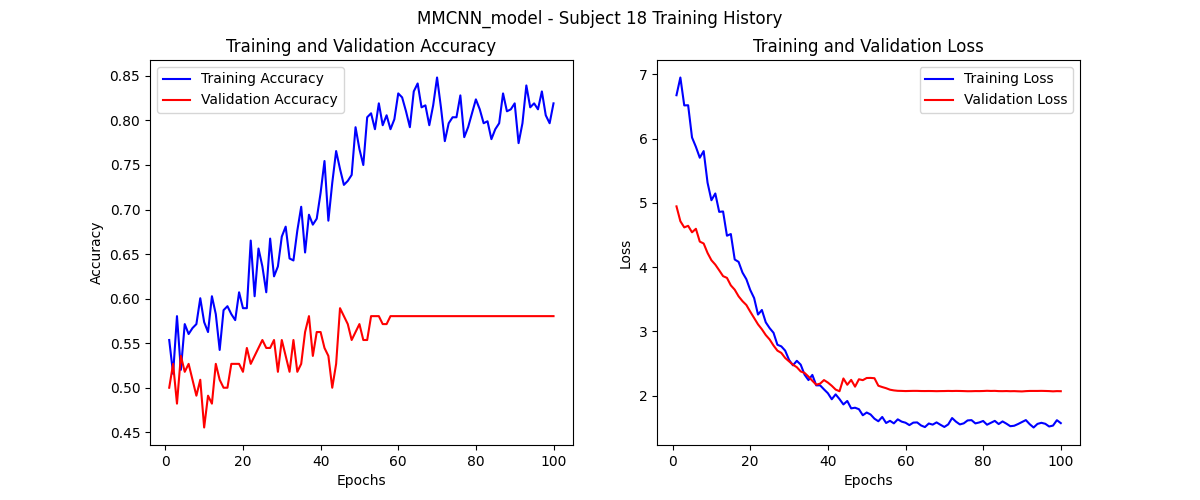 MMCNN_model - Subject 18 Training History
Training and Validation Accuracy
Training Accuracy
Validation Accuracy
0.85
0.80
0.75
0.70
0.65
0.60
0.55
0.50
0.45
Accuracy
0
20
40
60
80
100
Epochs
Training and Validation Loss
Training Loss
Validation Loss
7
6
5
4
3
2
Loss
0
20
40
60
80
100
Epochs